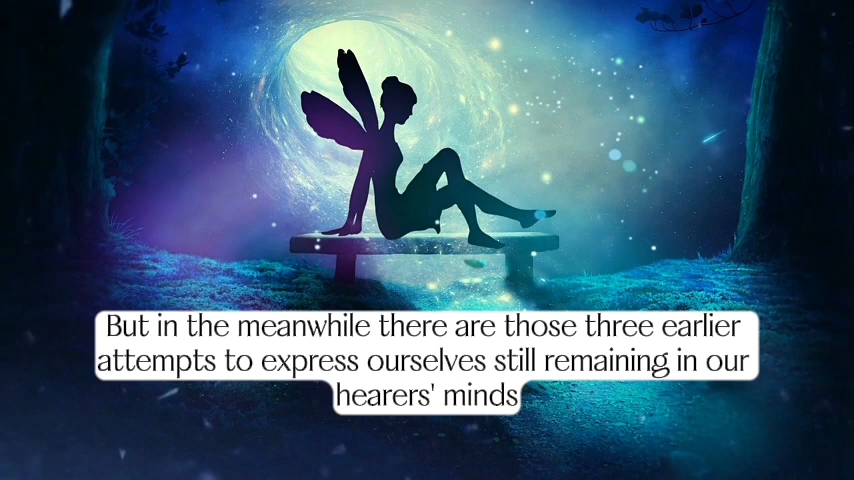 But in the meanwhile there are those three earlier
attempts to express ourselves still remaining in our
hearers' minds